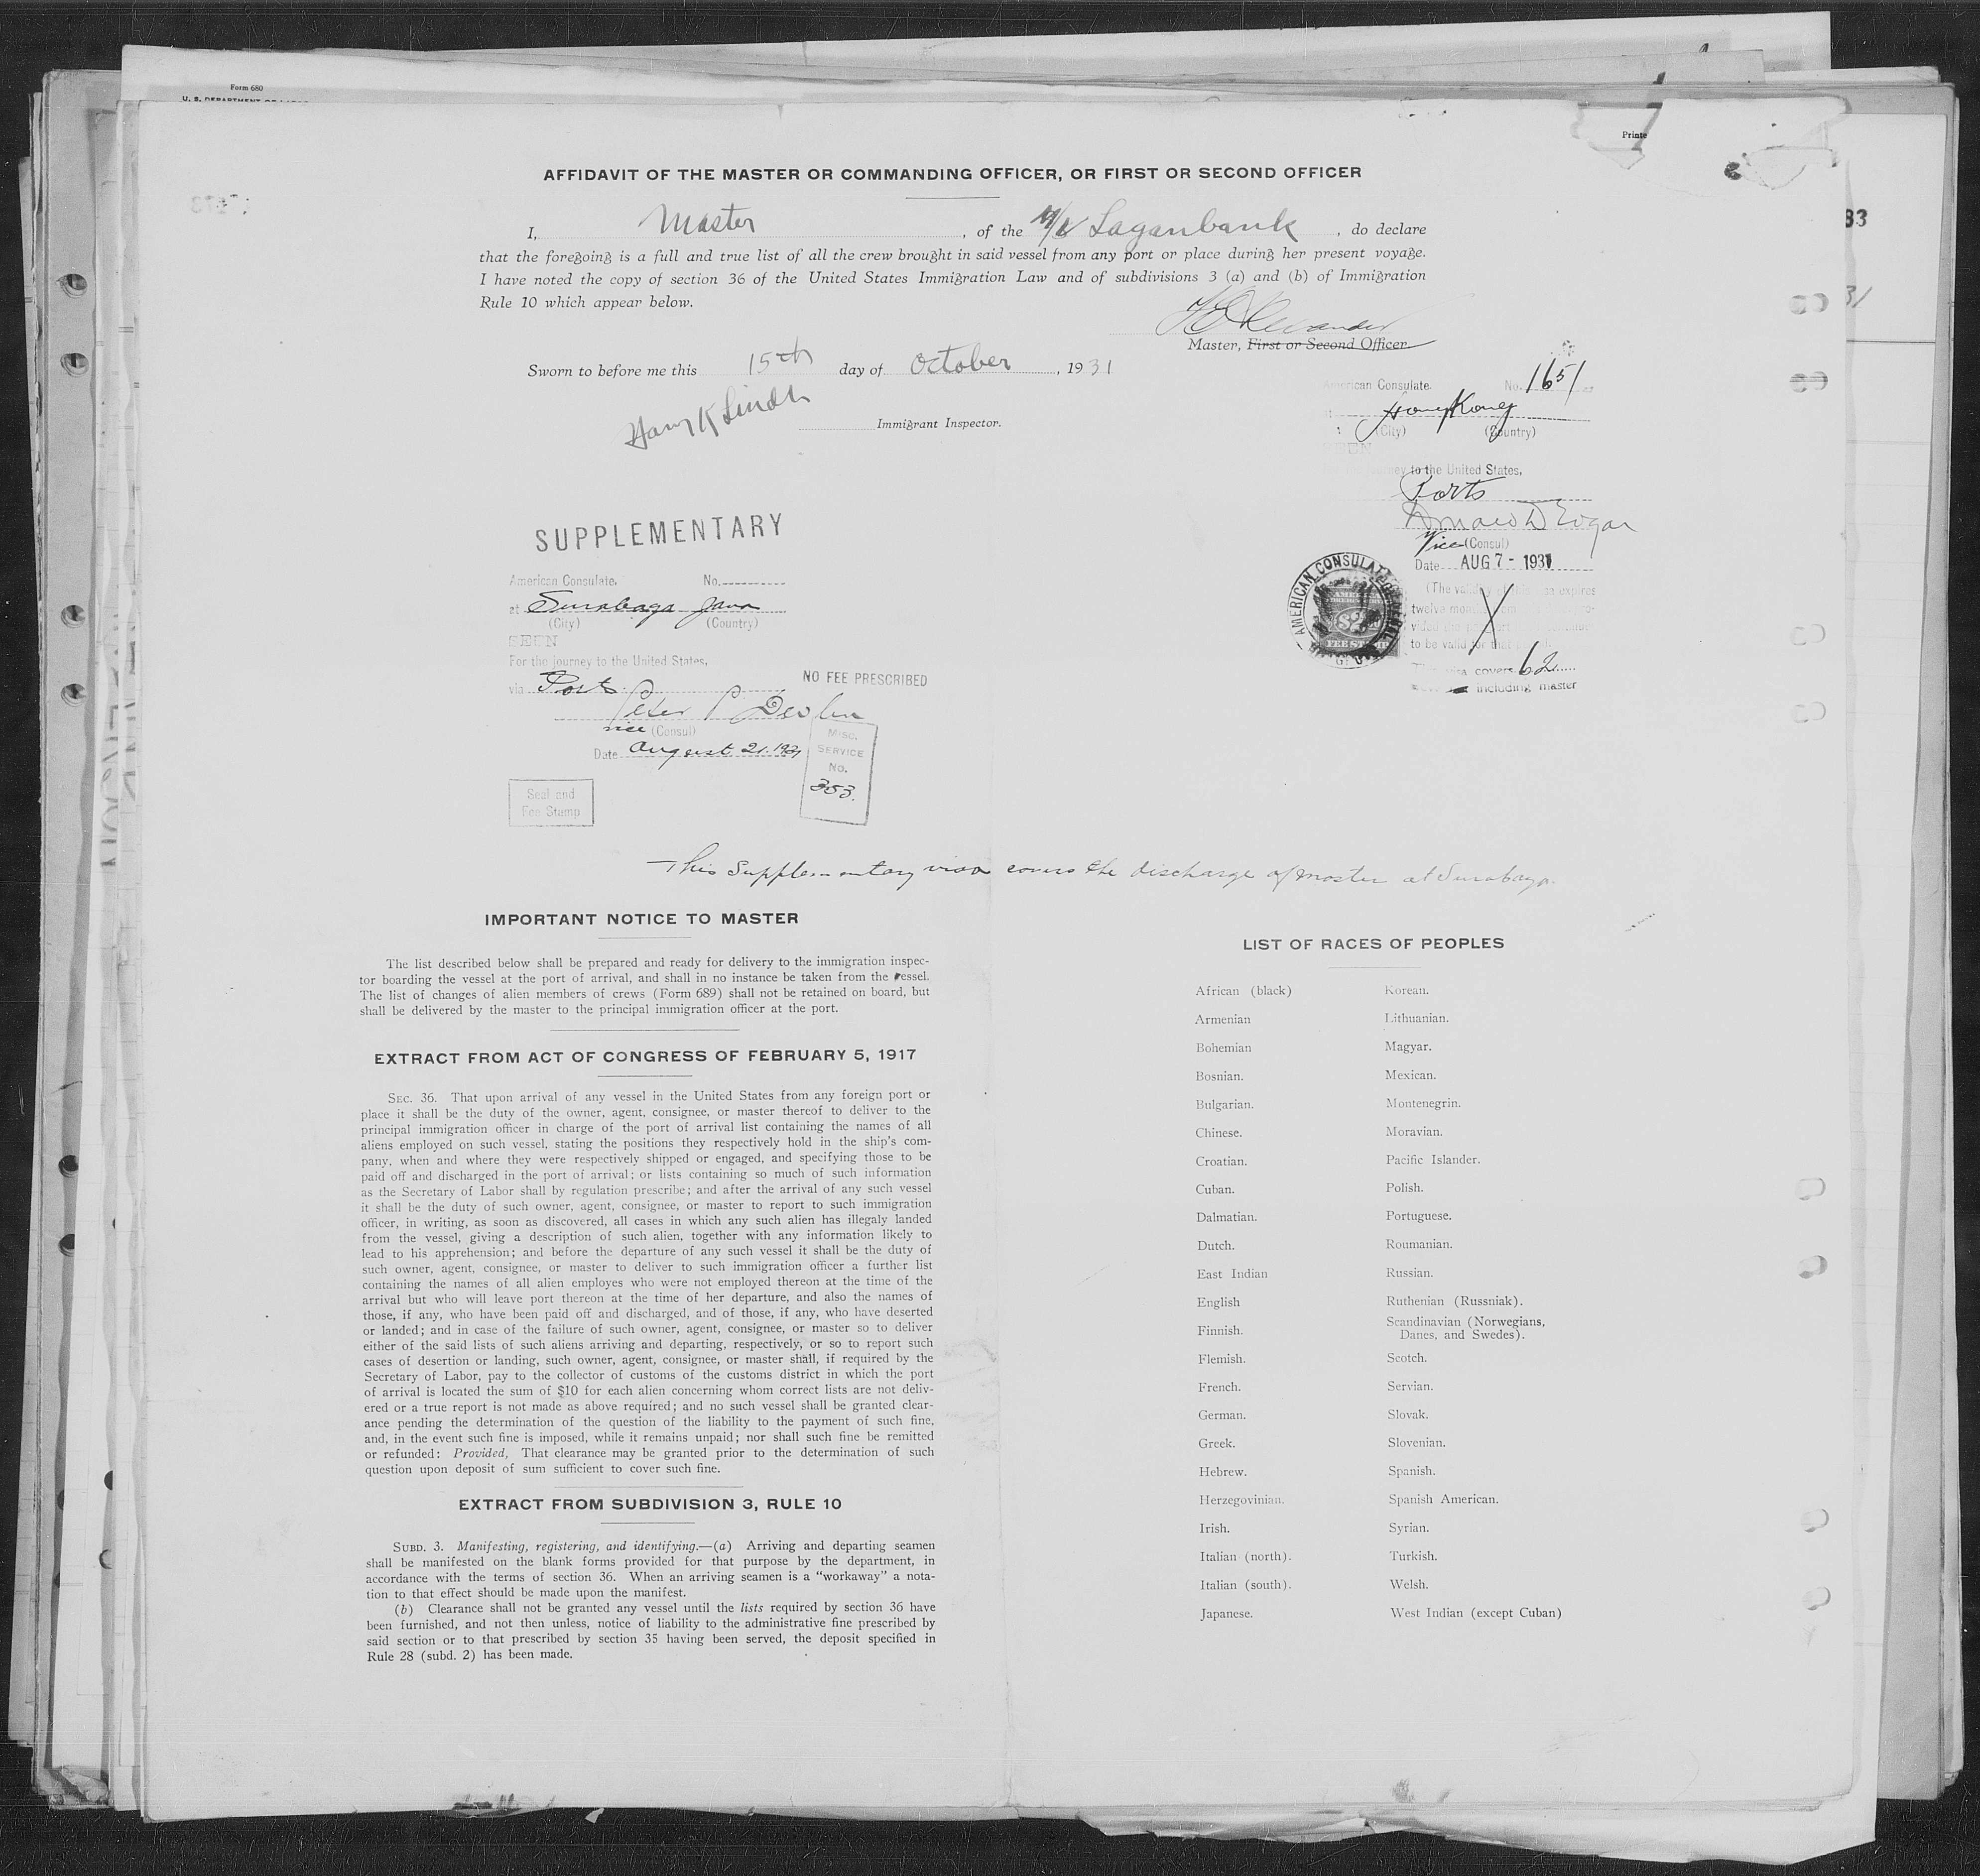 Form 680
Printe
83
31
AFFIDAVIT OF THE MASTER OR COMMANDING OFFICER, OR FIRST OR SECOND OFFICER
I, Master, of the M/V Laganbank, do declare
that the foregoing is a full and true list of all the crew brought in said vessel from any port or place during her present voyage.
I have noted the copy of section 36 of the United States Immigration Law and of subdivisions 3 (a) and (b) of Immigration
Rule 10 which appear below.
Master, First or Second Officer.
Sworn to before me this 15th day of October, 1931
Immigrant Inspector.
American Consulate. No. 1651
at HongKong
(City) (Country)
SEEN
journey to the United States,
Ports
Vice (Consul)
Date AUG 7 - 1931
(The validity of this visa expires
twelve months
to be valid for that
visa covers 62
including master
AMERICAN CONSULATE GENERAL
SUPPLEMENTARY
American Consulate, No.
at Surabaya Java
(City) (Country)
SEEN
For the journey to the United States,
via Ports
NO FEE PRESCRIBED
Peter P Devlin
vice (Consul)
Date August 21. 1931
MISC.
SERVICE
No.
353.
Seal and
Fee Stamp
This Supplementary visa covers the discharge of master at Surabaya.
IMPORTANT NOTICE TO MASTER
The list described below shall be prepared and ready for delivery to the immigration inspec-
tor boarding the vessel at the port of arrival, and shall in no instance be taken from the vessel.
The list of changes of alien members of crews (Form 689) shall not be retained on board, but
shall be delivered by the master to the principal immigration officer at the port.
EXTRACT FROM ACT OF CONGRESS OF FEBRUARY 5, 1917
SEC. 36. That upon arrival of any vessel in the United States from any foreign port or
place it shall be the duty of the owner, agent, consignee, or master thereof to deliver to the
principal immigration officer in charge of the port of arrival list containing the names of all
aliens employed on such vessel, stating the positions they respectively hold in the ship's com-
pany, when and where they were respectively shipped or engaged, and specifying those to be
paid off and discharged in the port of arrival; or lists containing so much of such information
as the Secretary of Labor shall by regulation prescribe; and after the arrival of any such vessel
it shall be the duty of such owner, agent, consignee, or master to report to such immigration
officer, in writing, as soon as discovered, all cases in which any such alien has illegaly landed
from the vessel, giving a description of such alien, together with any information likely to
lead to his apprehension; and before the departure of any such vessel it shall be the duty of
such owner, agent, consignee, or master to deliver to such immigration officer a further list
containing the names of all alien employes who were not employed thereon at the time of the
arrival but who will leave port thereon at the time of her departure, and also the names of
those, if any, who have been paid off and discharged, and of those, if any, who have deserted
or landed; and in case of the failure of such owner, agent, consignee, or master so to deliver
either of the said lists of such aliens arriving and departing, respectively, or so to report such
cases of desertion or landing, such owner, agent, consignee, or master shall, if required by the
Secretary of Labor, pay to the collector of customs of the customs district in which the port
of arrival is located the sum of $10 for each alien concerning whom correct lists are not deliv-
ered or a true report is not made as above required; and no such vessel shall be granted clear-
ance pending the determination of the question of the liability to the payment of such fine,
and, in the event such fine is imposed, while it remains unpaid; nor shall such fine be remitted
or refunded: Provided, That clearance may be granted prior to the determination of such
question upon deposit of sum sufficient to cover such fine.
EXTRACT FROM SUBDIVISION 3, RULE 10
SUBD. 3. Manifesting, registering, and identifying.—(a) Arriving and departing seamen
shall be manifested on the blank forms provided for that purpose by the department, in
accordance with the terms of section 36. When an arriving seamen is a "workaway" a nota-
tion to that effect should be made upon the manifest.
(b) Clearance shall not be granted any vessel until the lists required by section 36 have
been furnished, and not then unless, notice of liability to the administrative fine prescribed by
said section or to that prescribed by section 35 having been served, the deposit specified in
Rule 28 (subd. 2) has been made.
LIST OF RACES OF PEOPLES
African (black)
Armenian
Bohemian
Bosnian.
Bulgarian.
Chinese.
Croatian.
Cuban.
Dalmatian.
Dutch.
East Indian
English
Finnish.
Flemish.
French.
German.
Greek.
Hebrew.
Herzegovinian.
Irish.
Italian (north).
Italian (south).
Japanese.
Korean.
Lithuanian.
Magyar.
Mexican.
Montenegrin.
Moravian.
Pacific Islander.
Polish.
Portuguese.
Roumanian.
Russian.
Ruthenian (Russniak).
Scandinavian (Norwegians,
Danes, and Swedes).
Scotch.
Servian.
Slovak.
Slovenian.
Spanish.
Spanish American.
Syrian.
Turkish.
Welsh.
West Indian (except Cuban)